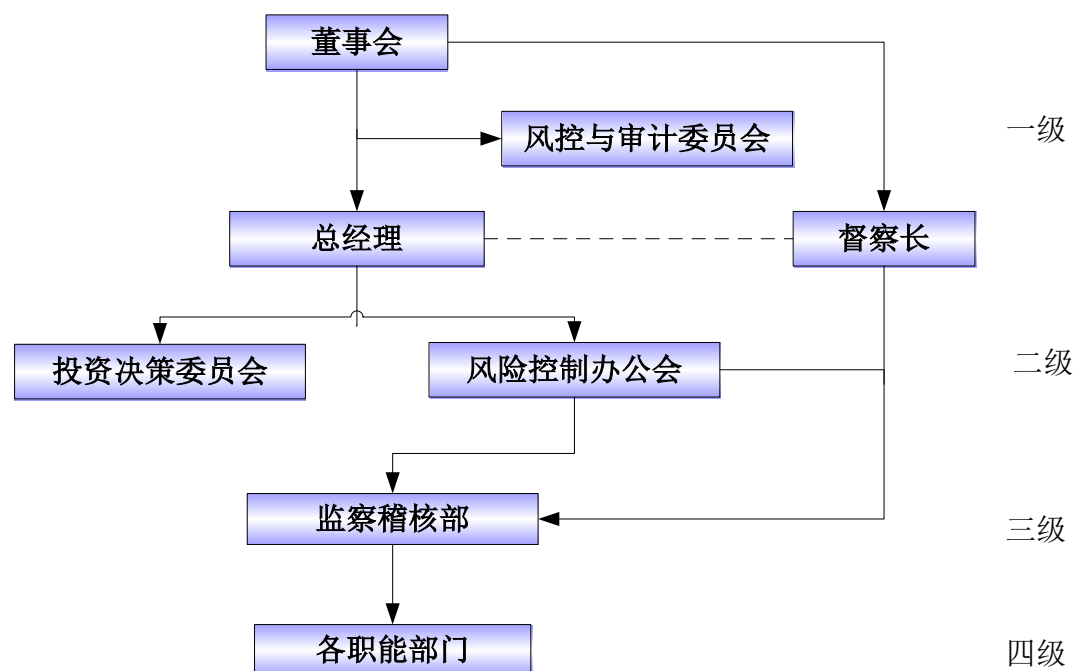 董事会
风控与审计委员会
一级
总经理
督察长
投资决策委员会
风险控制办公会
二级
监察稽核部
三级
各职能部门
四级